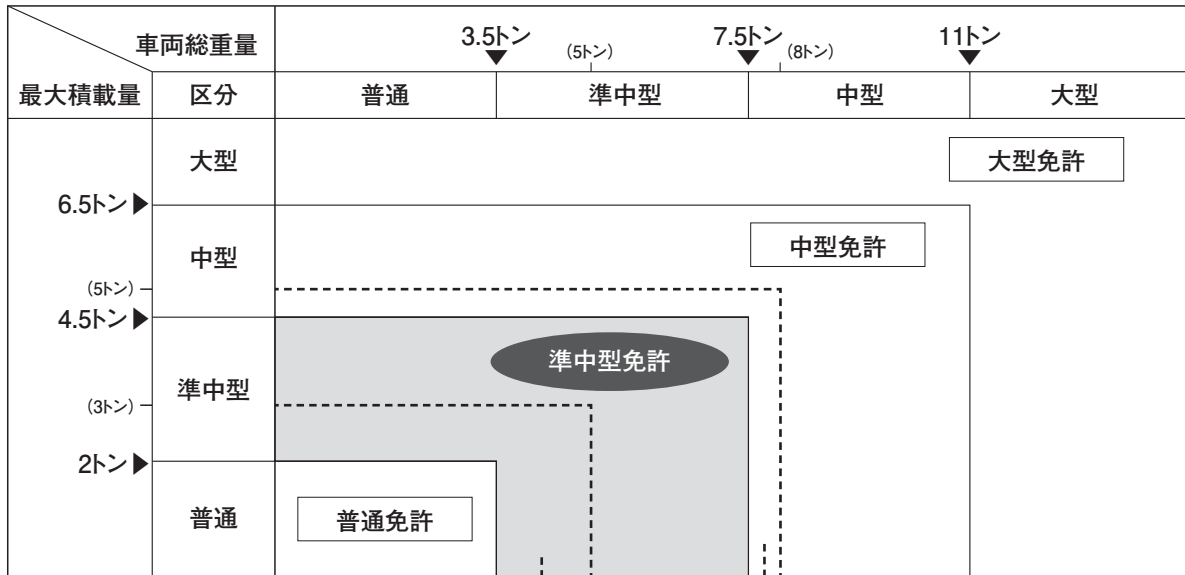 車両総重量
3.5トン
(5トン)
7.5トン
(8トン)
11トン
最大積載量
区分
普通
準中型
中型
大型
大型
大型免許
6.5トン
中型
中型免許
(5トン)
4.5トン
準中型免許
準中型
(3トン)
2トン
普通
普通免許